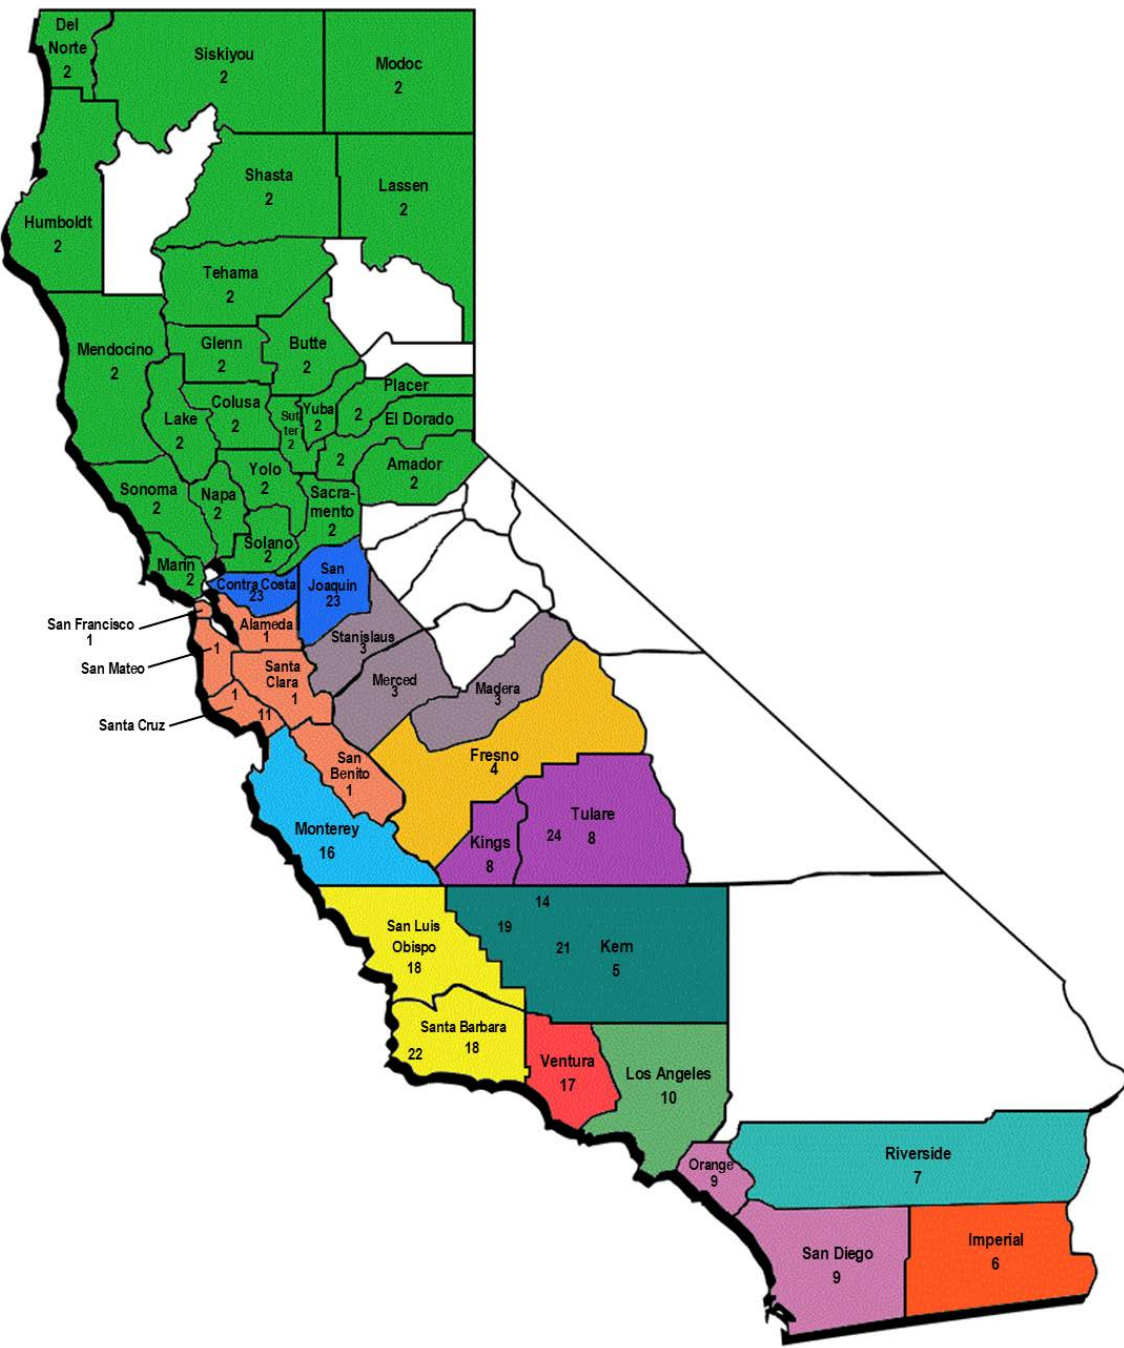 Del
Norte
2
Siskiyou
2
Modoc
2
Humboldt
2
Shasta
2
Lassen
2
Tehama
2
Mendocino
2
Glenn
2
Butte
2
Lake
2
Colusa
2
Sut
ter
2
Yuba
2
Placer
2
El Dorado
2
Amador
2
Sonoma
2
Napa
2
Yolo
2
Sacra-
mento
2
Solano
2
Marin
2
Contra Costa
23
San
Joaquin
23
San Francisco
1
Alameda
1
Stanislaus
3
San Mateo
1
Santa
Clara
1
Merced
3
Madera
3
Santa Cruz
1
11
San
Benito
1
Fresno
4
Monterey
16
Kings
8
Tulare
24
8
San Luis
Obispo
18
14
19
21
Kern
5
Santa Barbara
22
18
Ventura
17
Los Angeles
10
Orange
9
Riverside
7
San Diego
9
Imperial
6